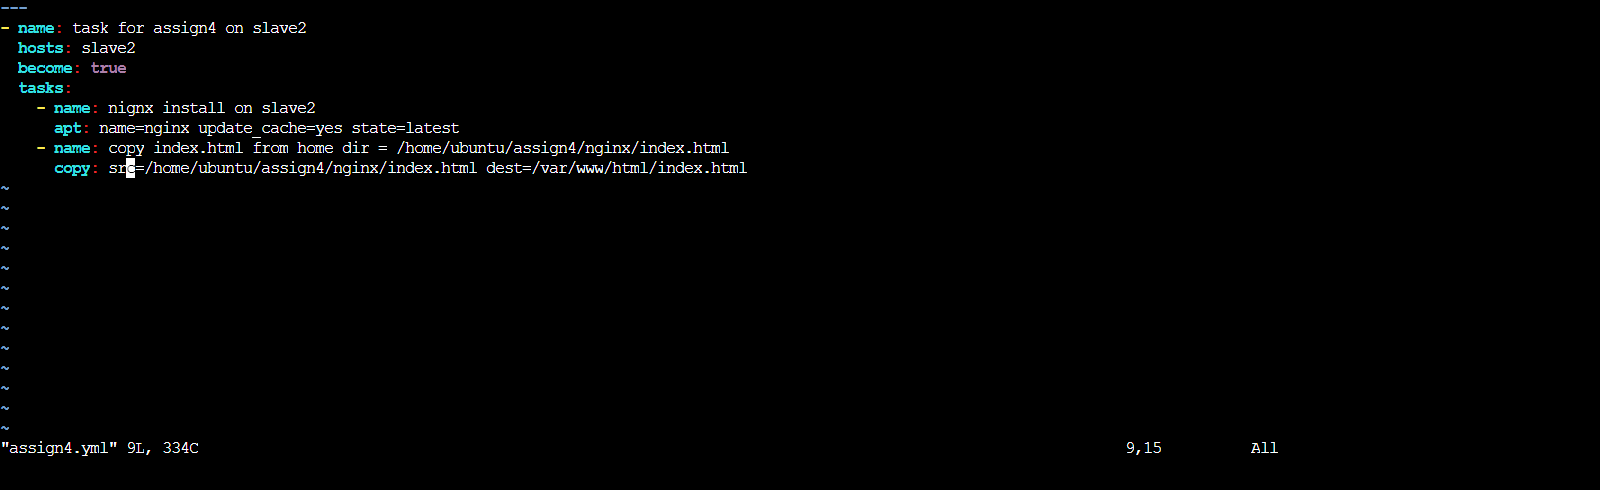 ---
- name: task for assign4 on slave2
  hosts: slave2
  become: true
  tasks:
    - name: nignx install on slave2
      apt: name=nginx update_cache=yes state=latest
    - name: copy index.html from home dir = /home/ubuntu/assign4/nginx/index.html
      copy: src=/home/ubuntu/assign4/nginx/index.html dest=/var/www/html/index.html
~
~
~
~
~
~
~
~
~
~
~
~
~
"assign4.yml" 9L, 334C 9,15 All